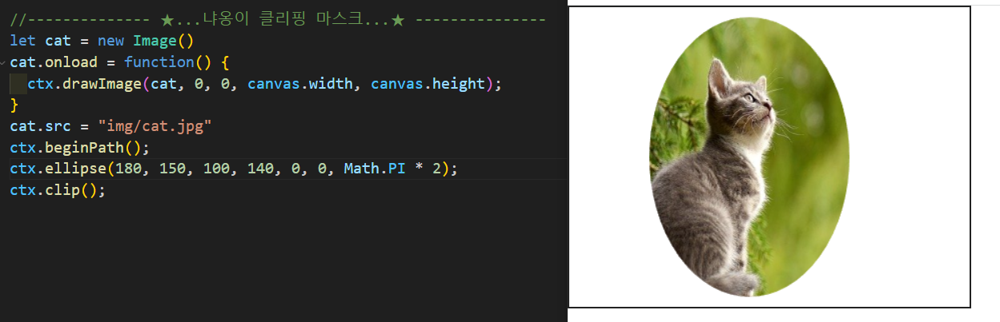 //-------------- ★...냐옹이 클리핑 마스크...★ ---------------
let cat = new Image()
cat.onload = function() {
  ctx.drawImage(cat, 0, 0, canvas.width, canvas.height);
}
cat.src = "img/cat.jpg"
ctx.beginPath();
ctx.ellipse(180, 150, 100, 140, 0, 0, Math.PI * 2);
ctx.clip();